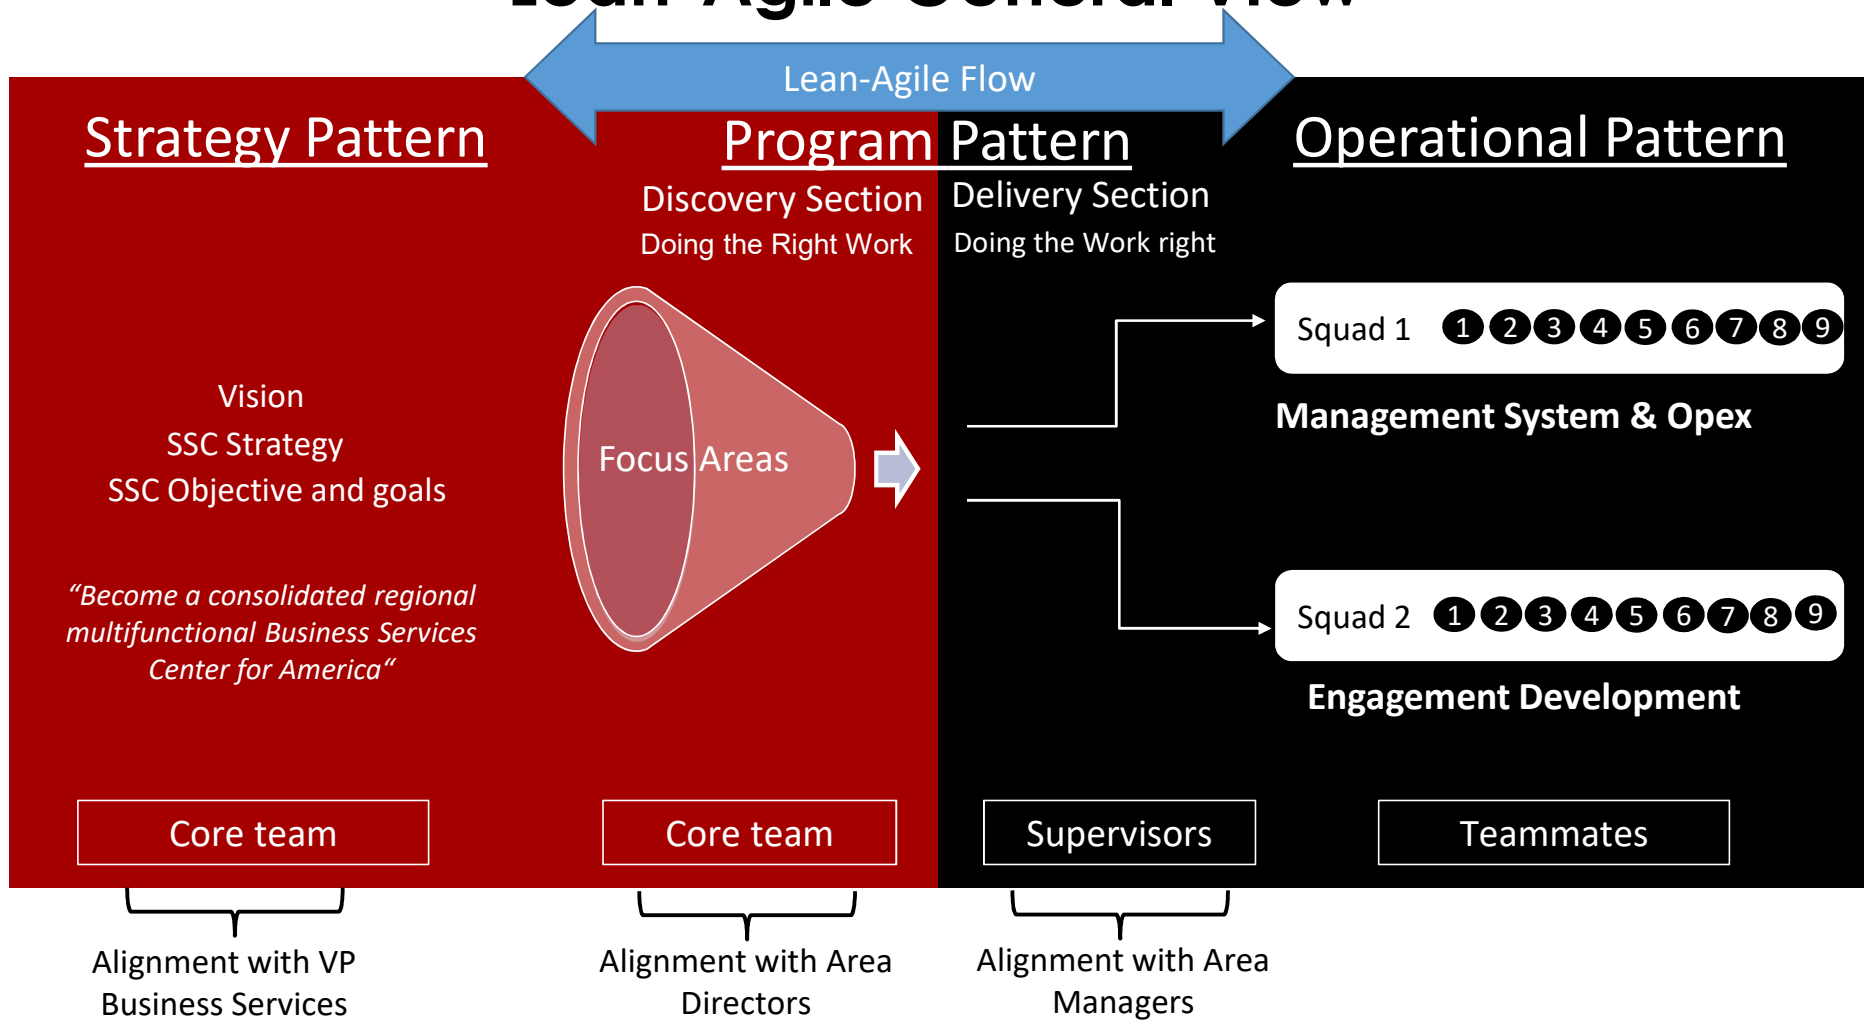 Lean-Agile General View
Lean-Agile Flow
Strategy Pattern
Program Pattern
Operational Pattern
Discovery Section
Doing the Right Work
Delivery Section
Doing the Work right
Vision
SSC Strategy
SSC Objective and goals
“Become a consolidated regional
multifunctional Business Services
Center for America“
Focus Areas
Squad 1 1 2 3 4 5 6 7 8 9
Management System & Opex
Squad 2 1 2 3 4 5 6 7 8 9
Engagement Development
Core team
Core team
Supervisors
Teammates
Alignment with VP
Business Services
Alignment with Area
Directors
Alignment with Area
Managers